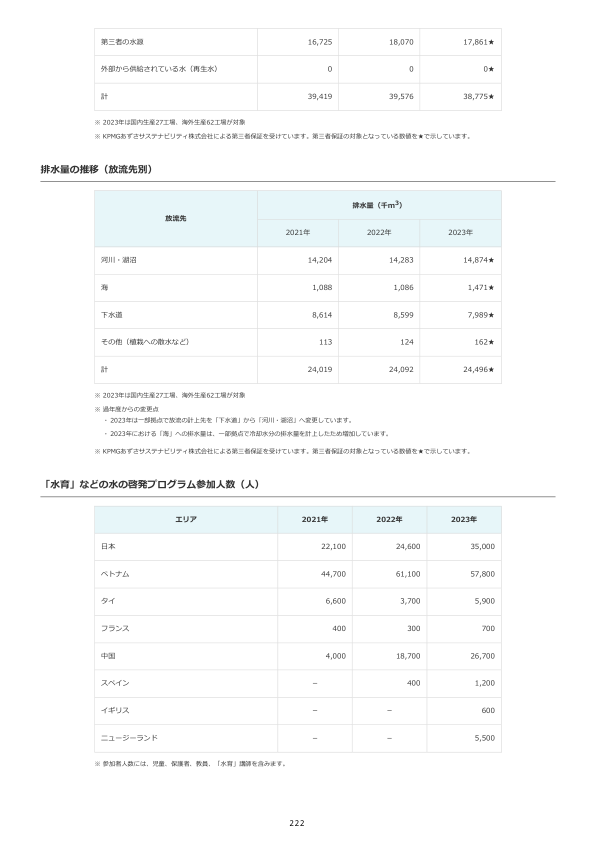 第三者の水源 16,725 18,070 17,861★
外部から供給されている水（再生水） 0 0 0★
計 39,419 39,576 38,775★
※ 2023年は国内生産27工場、海外生産62工場が対象
※ KPMGあずさサステナビリティ株式会社による第三者保証を受けています。第三者保証の対象となっている数値を★で示しています。
排水量の推移（放流先別）
放流先 排水量（千m³）
2021年 2022年 2023年
河川・湖沼 14,204 14,283 14,874★
海 1,088 1,086 1,471★
下水道 8,614 8,599 7,989★
その他（植栽への散水など） 113 124 162★
計 24,019 24,092 24,496★
※ 2023年は国内生産27工場、海外生産62工場が対象
※ 過年度からの変更点
・ 2023年は一部拠点で放流の計上先を「下水道」から「河川・湖沼」へ変更しています。
・ 2023年における「海」への排水量は、一部拠点で冷却水分の排水量を計上したため増加しています。
※ KPMGあずさサステナビリティ株式会社による第三者保証を受けています。第三者保証の対象となっている数値を★で示しています。
「水育」などの水の啓発プログラム参加人数（人）
エリア 2021年 2022年 2023年
日本 22,100 24,600 35,000
ベトナム 44,700 61,100 57,800
タイ 6,600 3,700 5,900
フランス 400 300 700
中国 4,000 18,700 26,700
スペイン － 400 1,200
イギリス － － 600
ニュージーランド － － 5,500
※ 参加者人数には、児童、保護者、教員、「水育」講師を含みます。
222